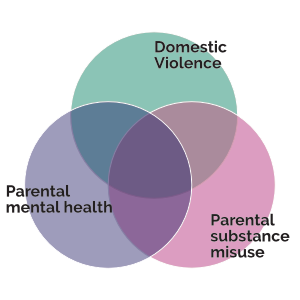 Domestic
Violence
Parental
mental health
Parental
substance
misuse